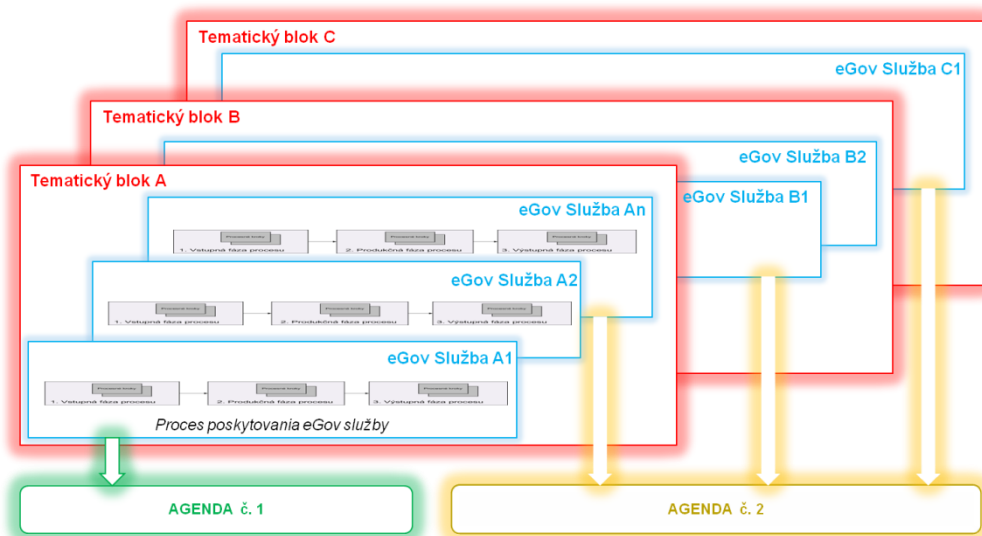 Tematický blok C
eGov Služba C1
Tematický blok B
eGov Služba B2
eGov Služba B1
Tematický blok A
eGov Služba An
1. Vstupná fáza procesu
2. Produkčná fáza procesu
3. Výstupná fáza procesu
eGov Služba A2
1. Vstupná fáza procesu
2. Produkčná fáza procesu
3. Výstupná fáza procesu
eGov Služba A1
1. Vstupná fáza procesu
2. Produkčná fáza procesu
3. Výstupná fáza procesu
Proces poskytovania eGov služby
AGENDA č. 1
AGENDA č. 2